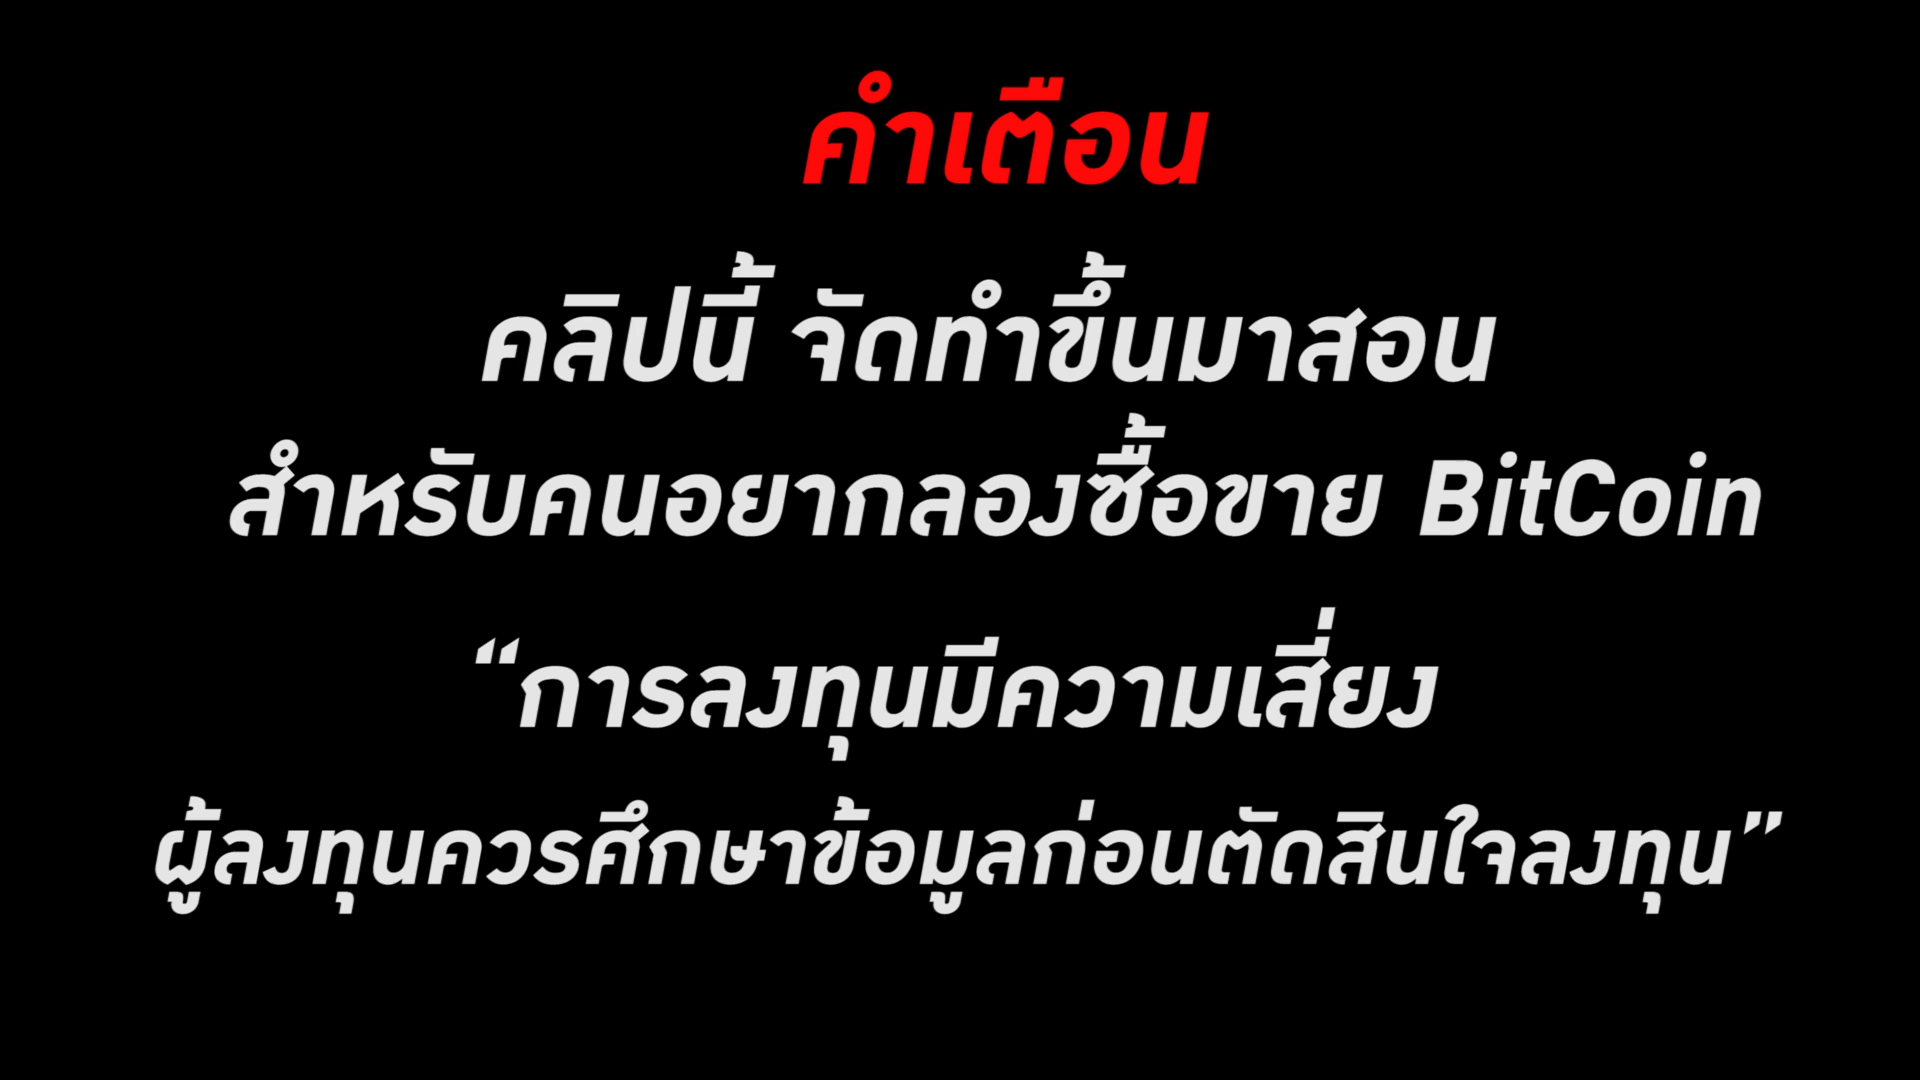 คำเตือน
คลิปนี้ จัดทำขึ้นมาสอน
สำหรับคนอยากลองซื้อขาย BitCoin
“การลงทุนมีความเสี่ยง
ผู้ลงทุนควรศึกษาข้อมูลก่อนตัดสินใจลงทุน”